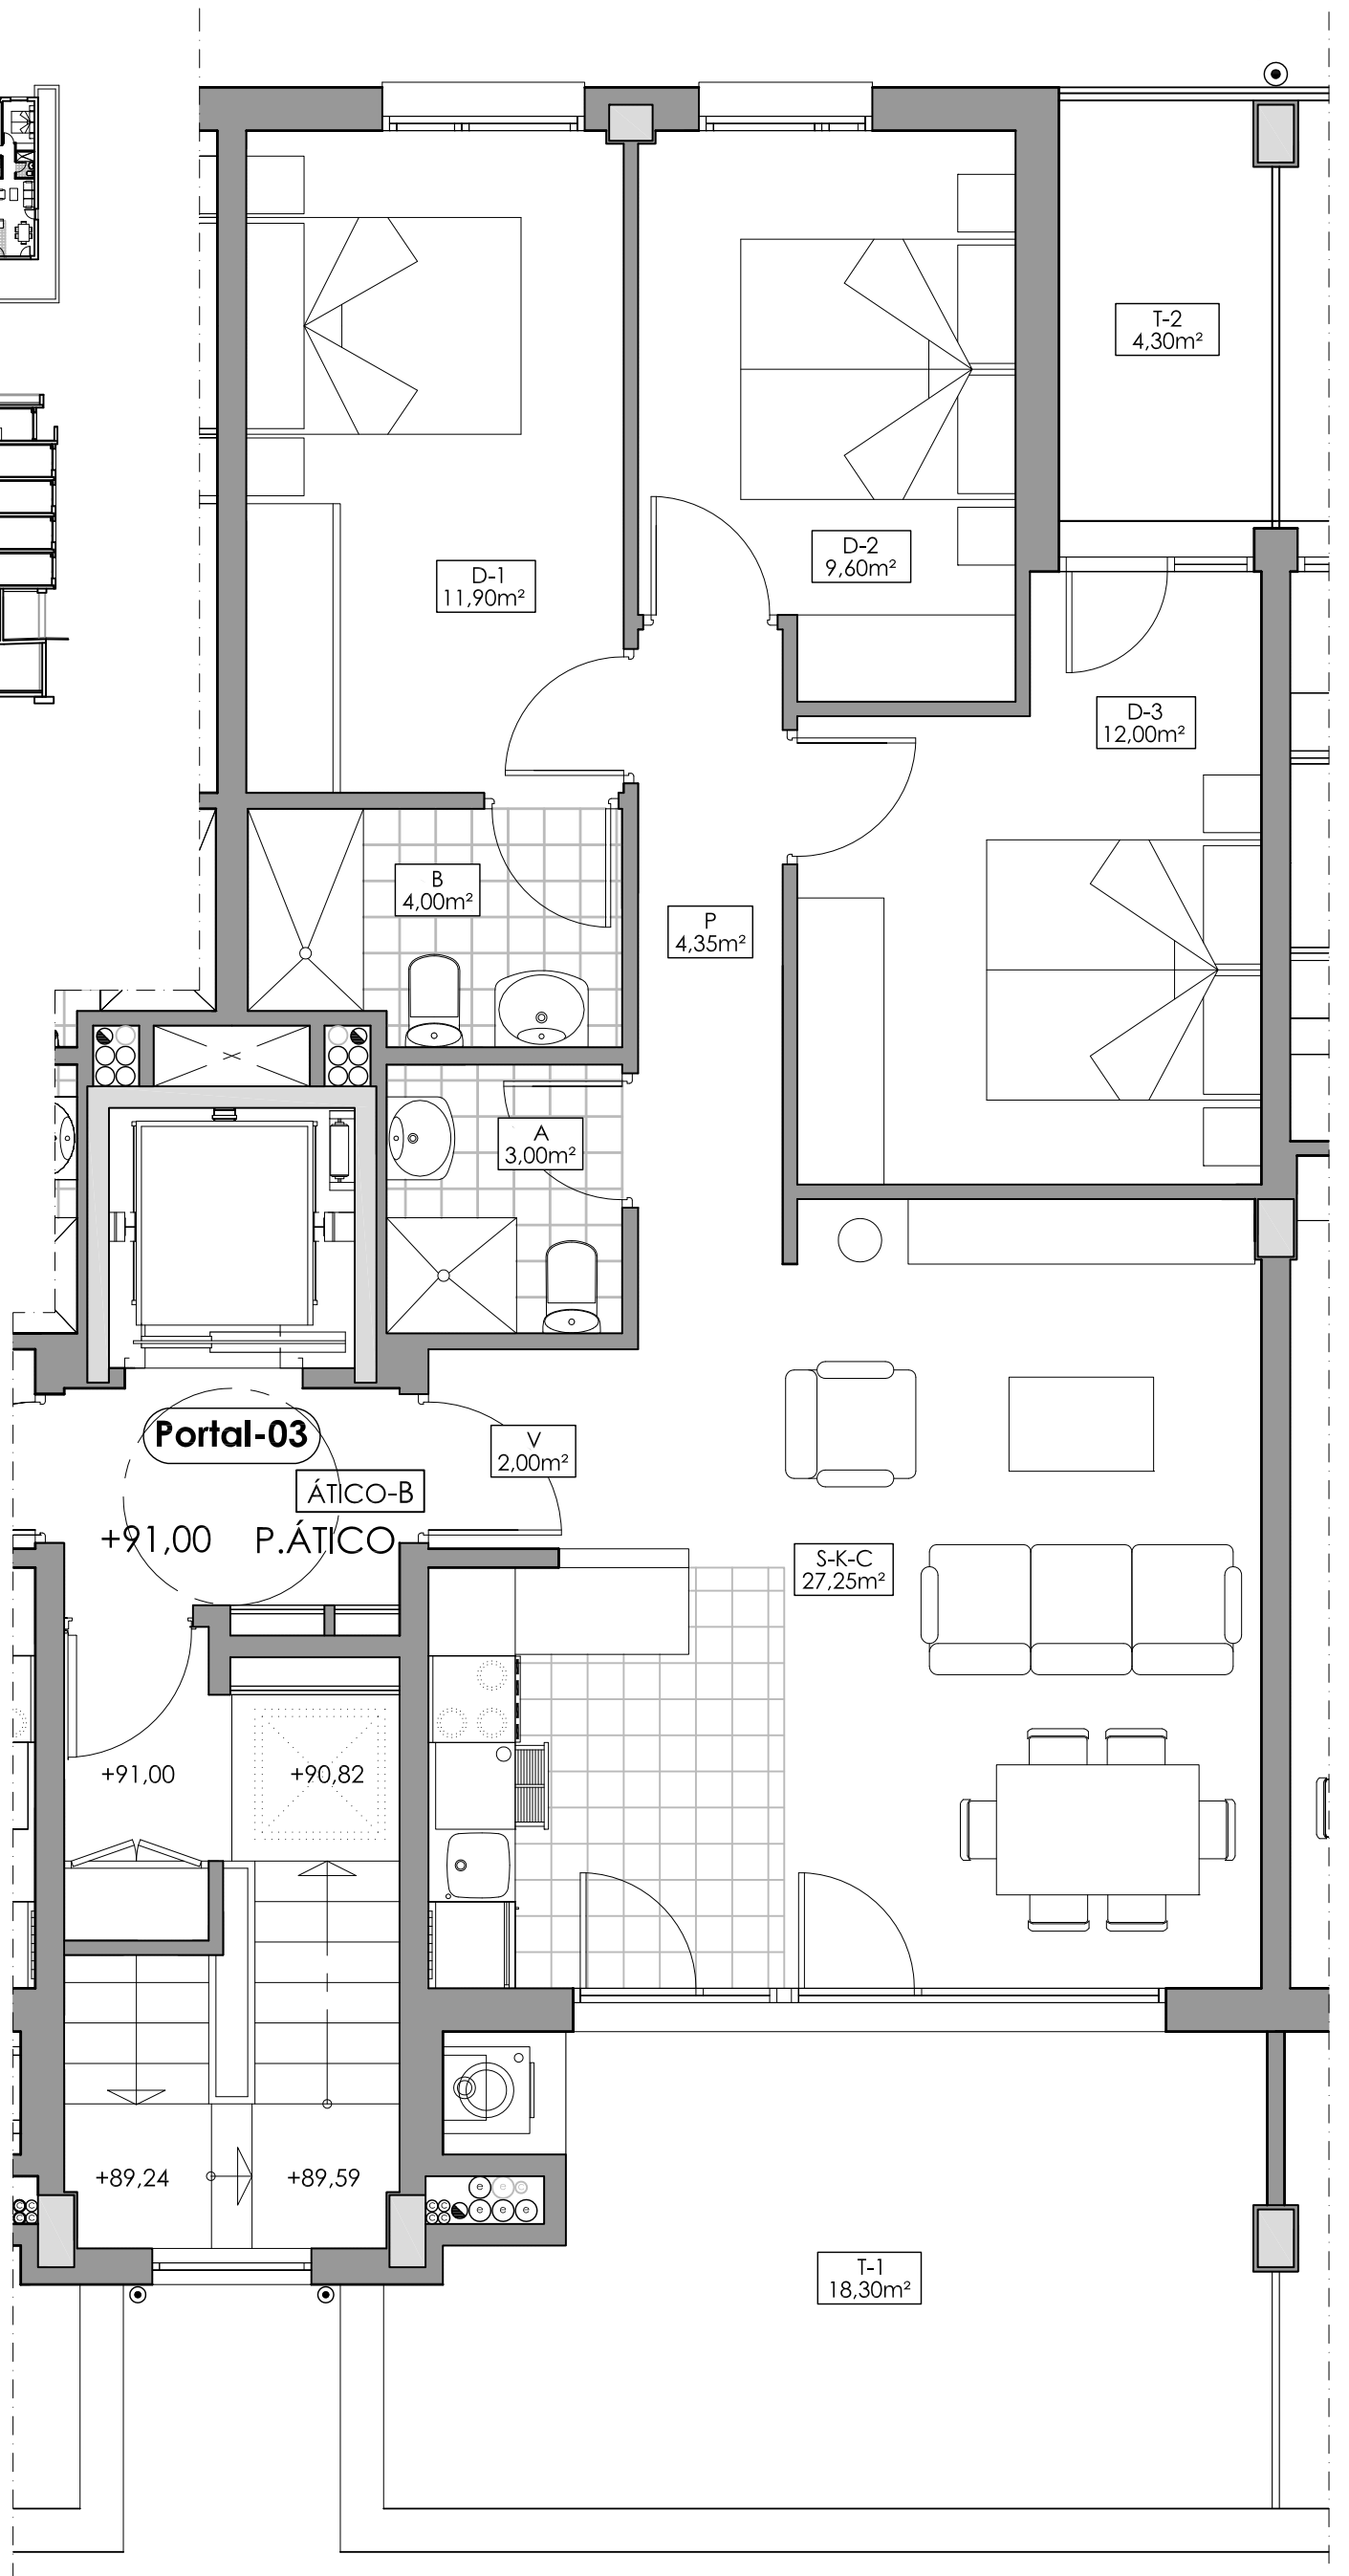 T-2
4,30m²
D-2
9,60m²
D-1
11,90m²
D-3
12,00m²
B
4,00m²
P
4,35m²
A
3,00m²
Portal-03
V
2,00m²
ÁTICO-B
+91,00 P.ÁTICO
S-K-C
27,25m²
+91,00
+90,82
+89,24
+89,59
T-1
18,30m²